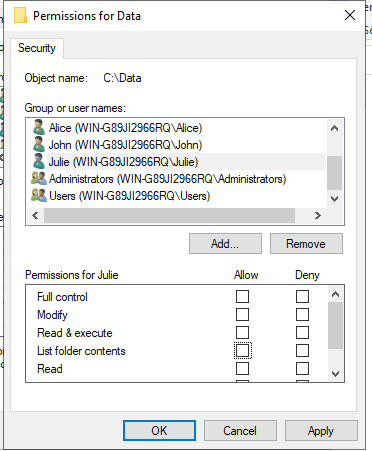 Permissions for Data
Security
Object name: C:\Data
Group or user names:
Alice (WIN-G89JI2966RQ\Alice)
John (WIN-G89JI2966RQ\John)
Julie (WIN-G89JI2966RQ\Julie)
Administrators (WIN-G89JI2966RQ\Administrators)
Users (WIN-G89JI2966RQ\Users)
Add...
Remove
Permissions for Julie Allow Deny
Full control
Modify
Read & execute
List folder contents
Read
OK
Cancel
Apply